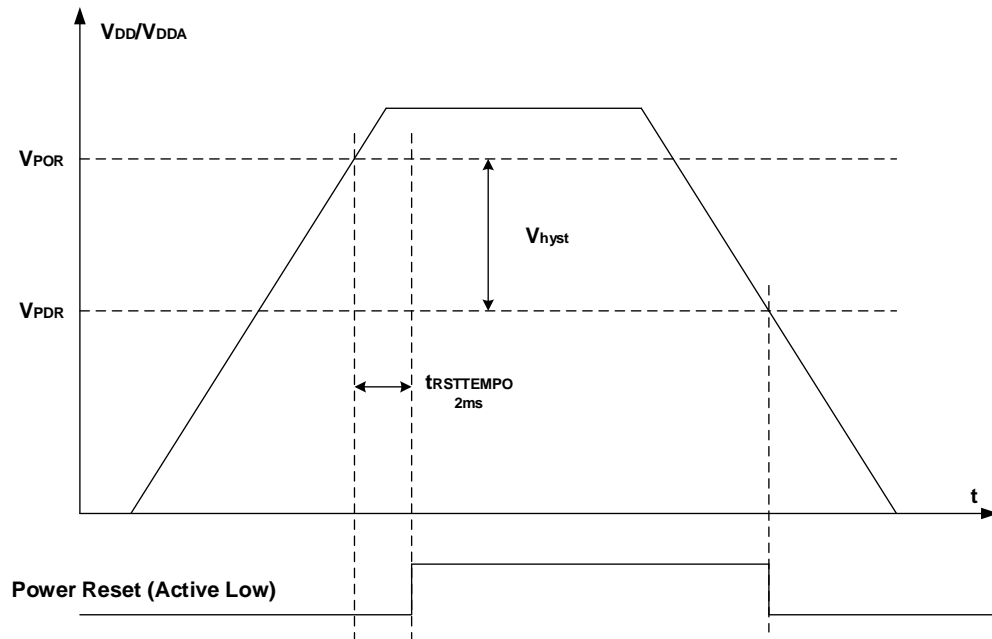 VDD/VDDA
VPOR
Vhyst
VPDR
tRSTTEMPO
2ms
t
Power Reset (Active Low)